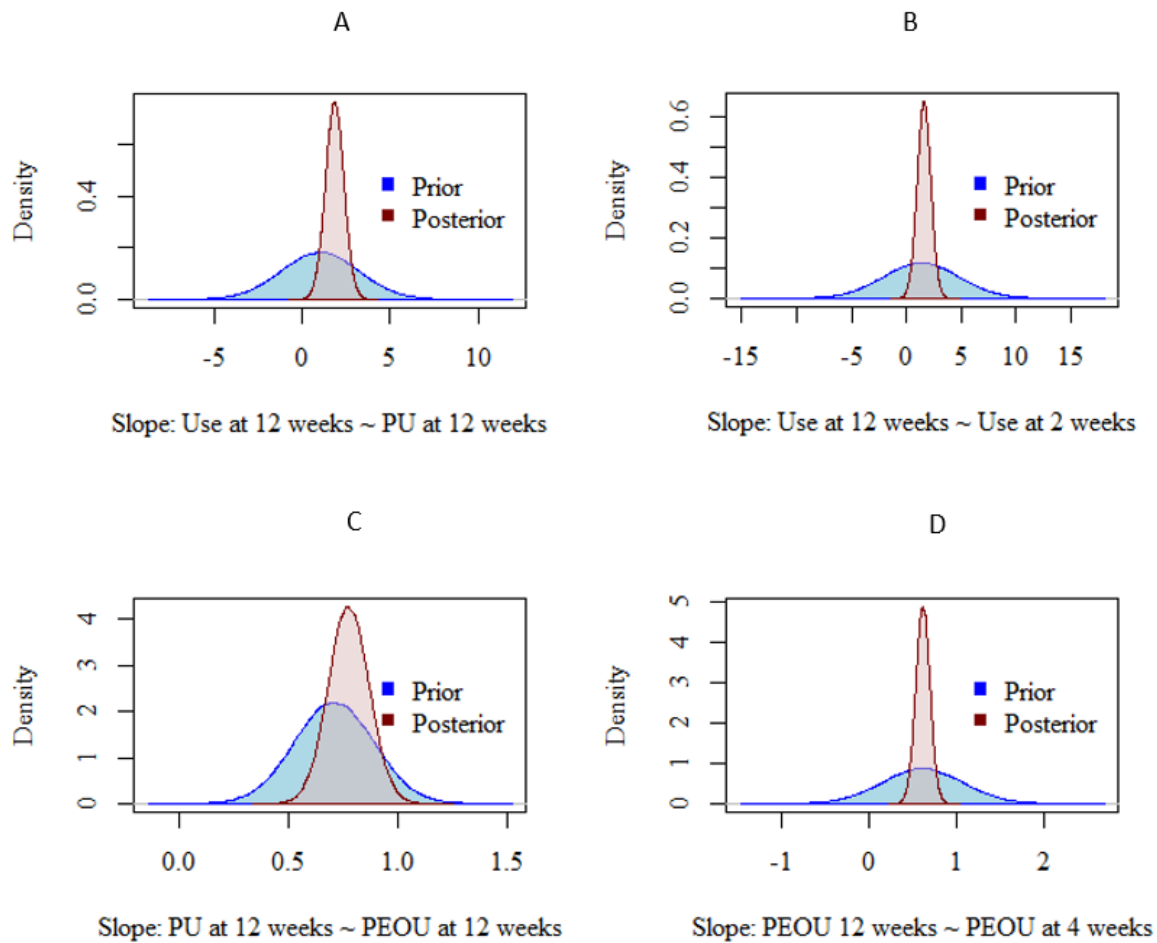 A
Density
0.4
0.0
Prior
Posterior
-5 0 5 10
Slope: Use at 12 weeks ~ PU at 12 weeks
B
Density
0.6
0.4
0.2
0.0
Prior
Posterior
-15 -5 0 5 10 15
Slope: Use at 12 weeks ~ Use at 2 weeks
C
Density
4
3
2
1
0
Prior
Posterior
0.0 0.5 1.0 1.5
Slope: PU at 12 weeks ~ PEOU at 12 weeks
D
Density
5
4
3
2
1
0
Prior
Posterior
-1 0 1 2
Slope: PEOU 12 weeks ~ PEOU at 4 weeks